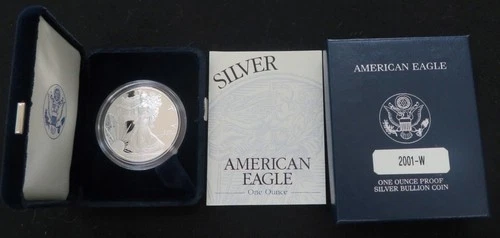 SILVER
AMERICAN
EAGLE
One Ounce
AMERICAN EAGLE
2001-W
ONE OUNCE PROOF
SILVER BULLION COIN